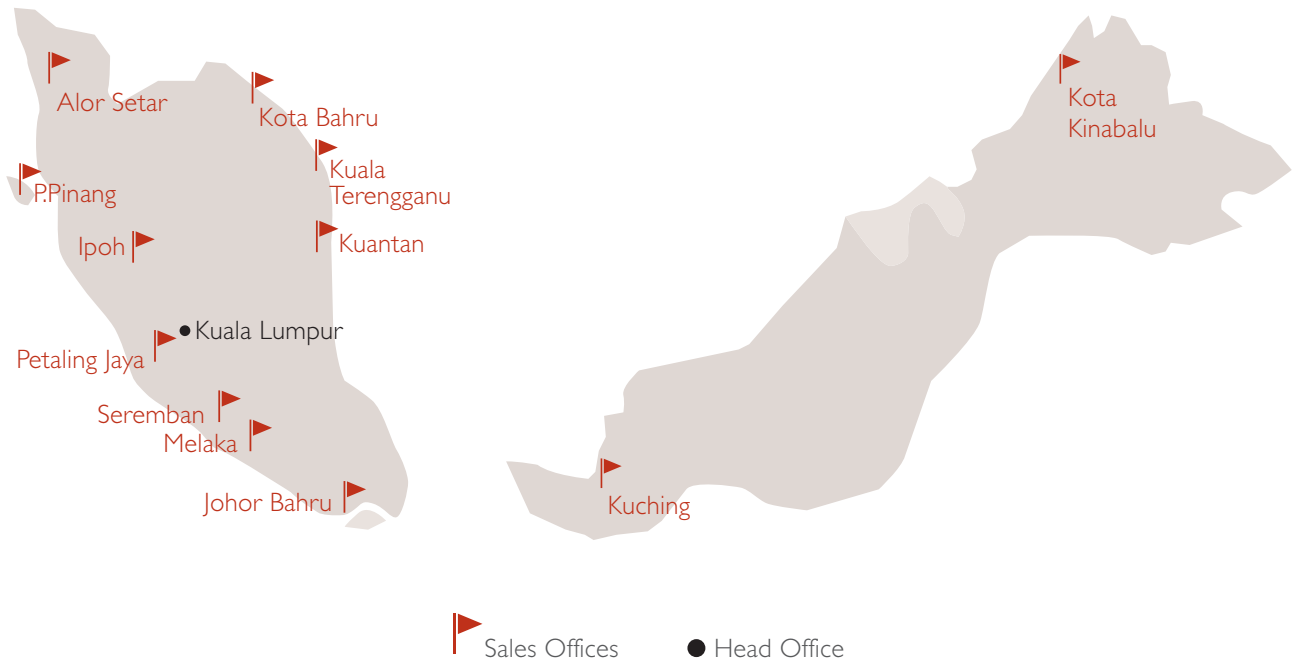 Alor Setar
Kota Bahru
Kuala
Terengganu
P.Pinang
Ipoh
Kuantan
Kuala Lumpur
Petaling Jaya
Seremban
Melaka
Johor Bahru
Kota
Kinabalu
Kuching
Sales Offices
Head Office